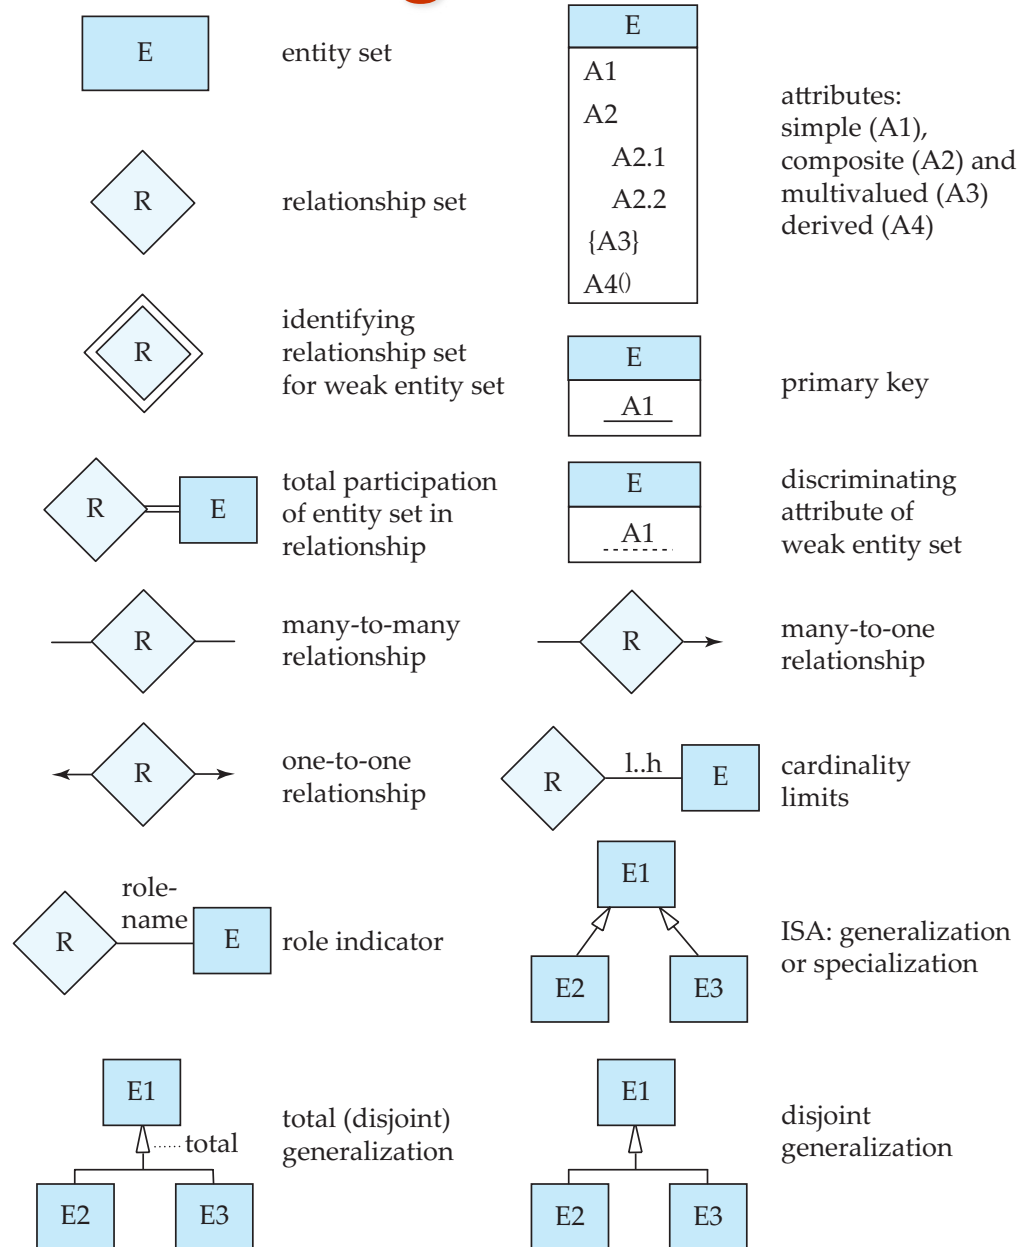 E
entity set
E
A1
A2
A2.1
A2.2
{A3}
A4()
attributes:
simple (A1),
composite (A2) and
multivalued (A3)
derived (A4)
R
relationship set
R
identifying
relationship set
for weak entity set
E
A1
primary key
R
E
total participation
of entity set in
relationship
E
A1
discriminating
attribute of
weak entity set
R
many-to-many
relationship
R
many-to-one
relationship
R
one-to-one
relationship
R
l..h
E
cardinality
limits
R
role-
name
E
role indicator
E1
E2
E3
ISA: generalization
or specialization
E1
total
E2
E3
total (disjoint)
generalization
E1
E2
E3
disjoint
generalization